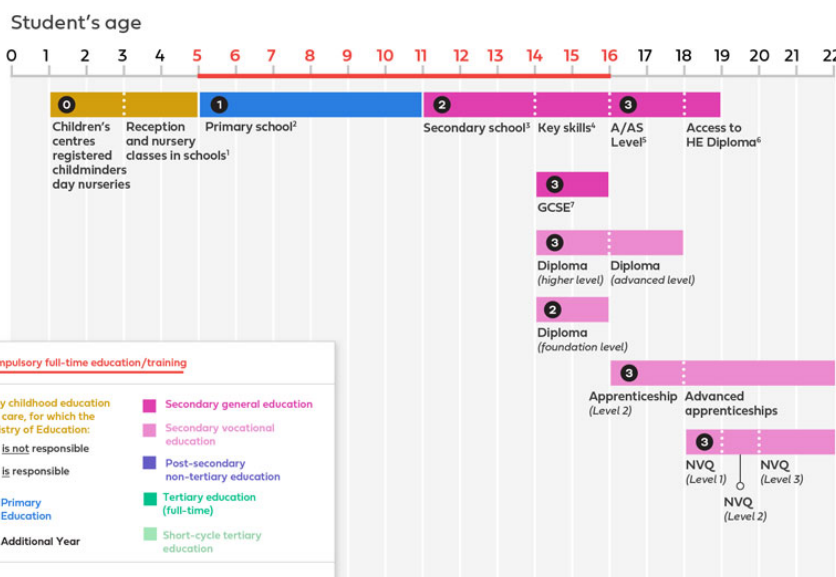 Student's age
0 1 2 3 4 5 6 7 8 9 10 11 12 13 14 15 16 17 18 19 20 21 22
0 1 2 3
Children's
centres
registered
childminders
day nurseries
Reception
and nursery
classes in schools¹
Primary school²
Secondary school³
Key skills⁴
A/AS
Level⁵
Access to
HE Diploma⁶
3
GCSE⁷
3
Diploma
(higher level)
Diploma
(advanced level)
2
Diploma
(foundation level)
3
Apprenticeship
(Level 2)
Advanced
apprenticeships
3
NVQ
(Level 1)
NVQ
(Level 2)
NVQ
(Level 3)
mpulsory full-time education/training
y childhood education
care, for which the
istry of Education:
is not responsible
is responsible
Primary
Education
Additional Year
Secondary general education
Secondary vocational
education
Post-secondary
non-tertiary education
Tertiary education
(full-time)
Short-cycle tertiary
education